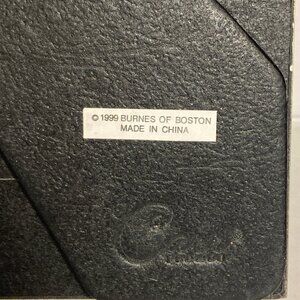 © 1999 BURNES OF BOSTON
MADE IN CHINA